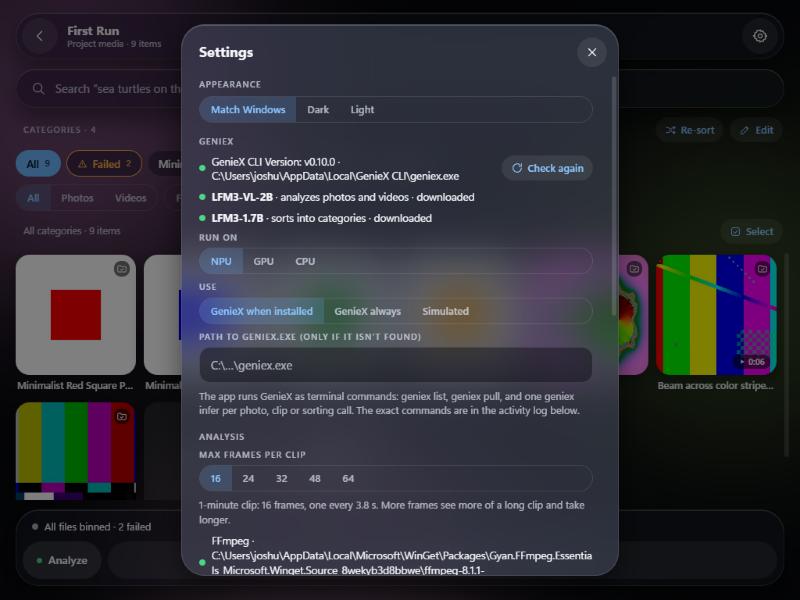 First Run
Project media · 9 items
Search "sea turtles on th
CATEGORIES · 4
Re-sort
Edit
All 9
Failed 2
All
Photos
Videos
All categories · 9 items
Select
Minimalist Red Square P...
Beam across color stripe...
0:06
All files binned · 2 failed
Analyze
Settings
APPEARANCE
Match Windows
Dark
Light
GENIEX
GenieX CLI Version: v0.10.0 ·
C:\Users\joshu\AppData\Local\GenieX CLI\geniex.exe
Check again
LFM3-VL-2B · analyzes photos and videos · downloaded
LFM3-1.7B · sorts into categories · downloaded
RUN ON
NPU
GPU
CPU
USE
GenieX when installed
GenieX always
Simulated
PATH TO GENIEX.EXE (ONLY IF IT ISN'T FOUND)
C:\...\geniex.exe
The app runs GenieX as terminal commands: geniex list, geniex pull, and one geniex
infer per photo, clip or sorting call. The exact commands are in the activity log below.
ANALYSIS
MAX FRAMES PER CLIP
16
24
32
48
64
1-minute clip: 16 frames, one every 3.8 s. More frames see more of a long clip and take
longer.
FFmpeg ·
C:\Users\joshu\AppData\Local\Microsoft\WinGet\Packages\Gyan.FFmpeg.Essentia
ls_Microsoft.Winget.Source_8wekyb3d8bbwe\ffmpeg-8.1.1-